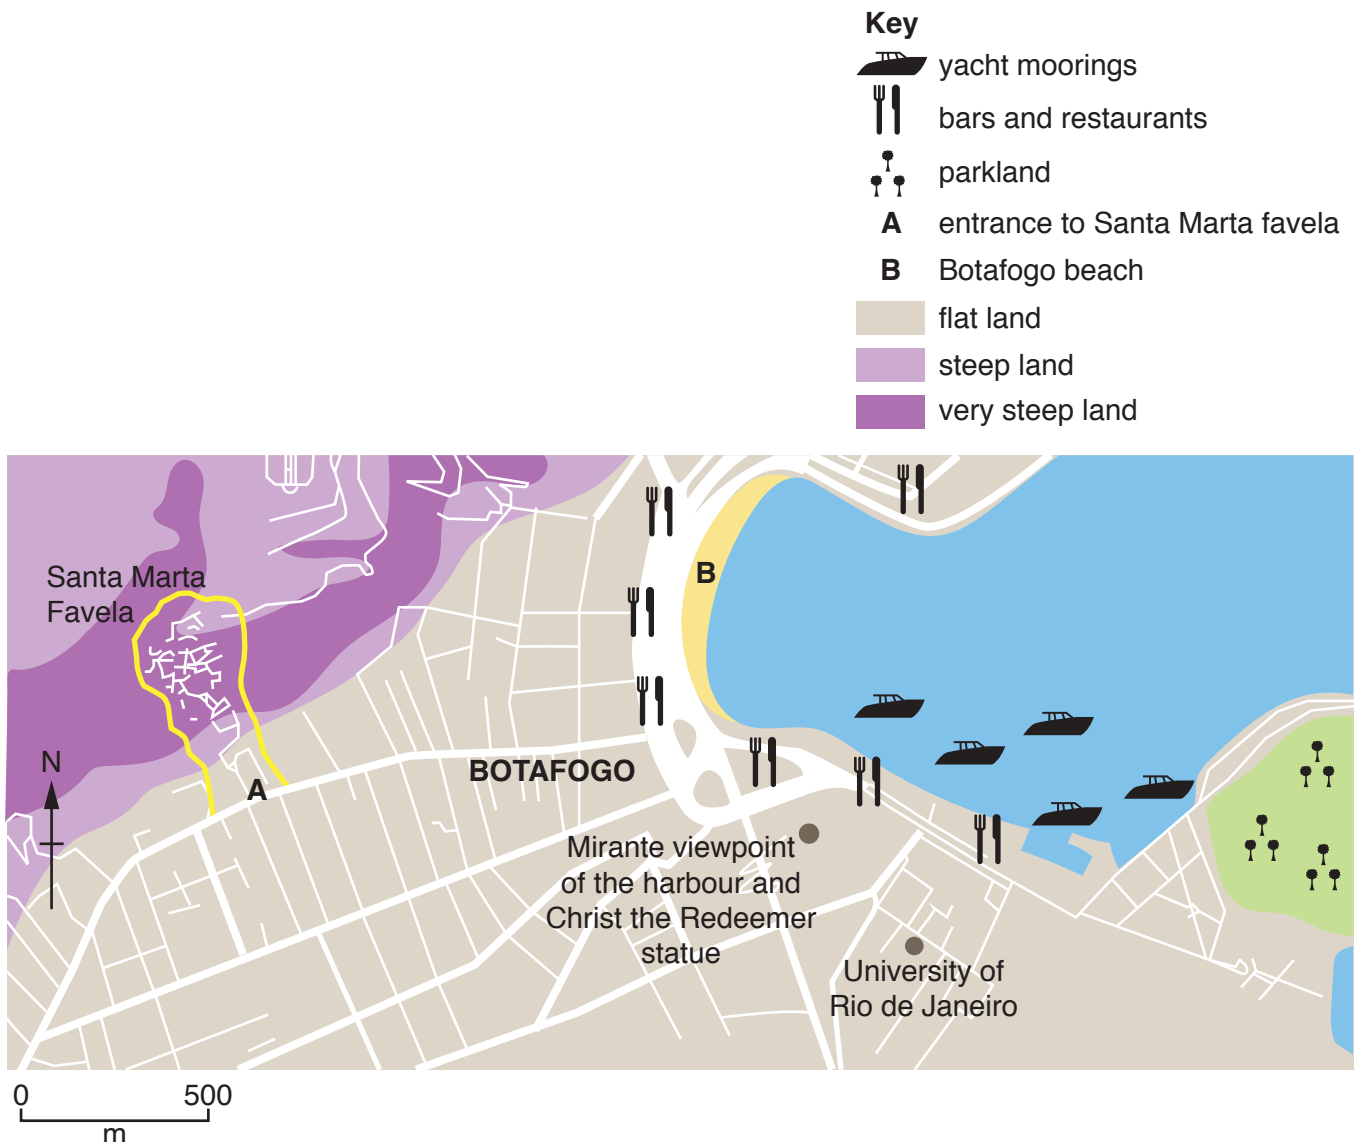 Key
yacht moorings
bars and restaurants
parkland
A entrance to Santa Marta favela
B Botafogo beach
flat land
steep land
very steep land
Santa Marta
Favela
B
N
A
BOTAFOGO
Mirante viewpoint
of the harbour and
Christ the Redeemer
statue
University of
Rio de Janeiro
0 500
m